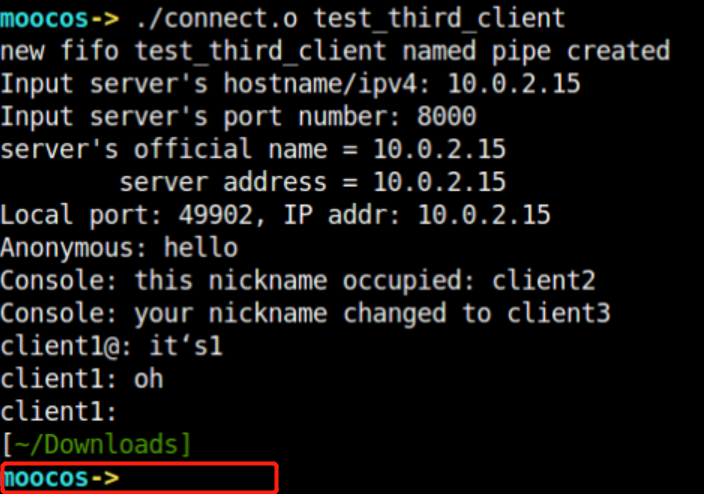 moocos-> ./connect.o test_third_client
new fifo test_third_client named pipe created
Input server's hostname/ipv4: 10.0.2.15
Input server's port number: 8000
server's official name = 10.0.2.15
        server address = 10.0.2.15
Local port: 49902, IP addr: 10.0.2.15
Anonymous: hello
Console: this nickname occupied: client2
Console: your nickname changed to client3
client1@: it‘s1
client1: oh
client1:
[~/Downloads]
moocos->